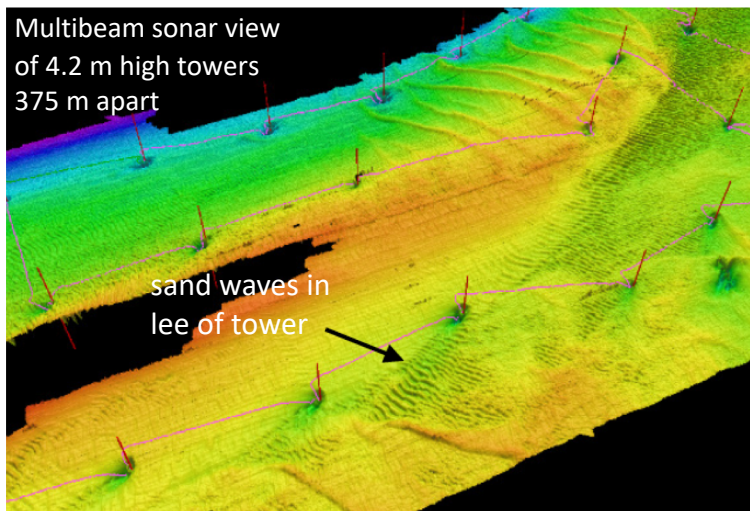 Multibeam sonar view
of 4.2 m high towers
375 m apart
sand waves in
lee of tower